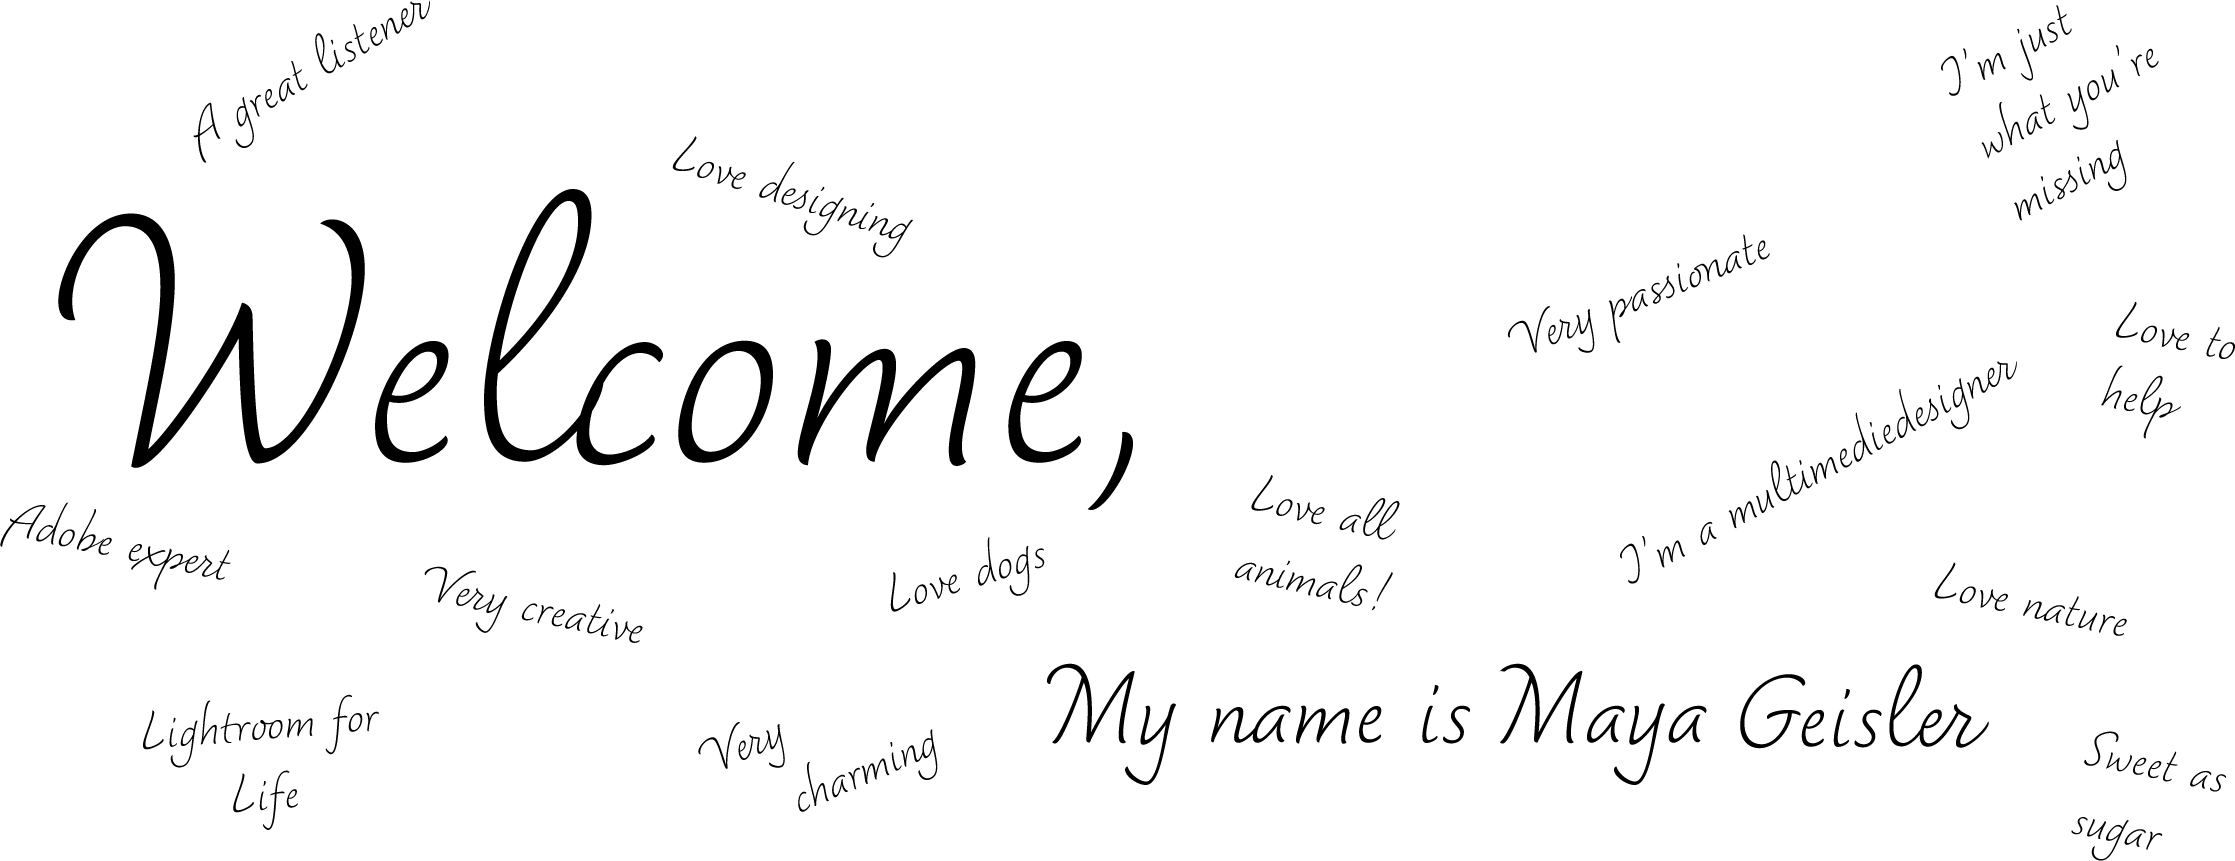 A great listener
I'm just
what you're
missing
Love designing
Welcome,
Very passionate
Love to
help
I'm a multimediedesigner
Adobe expert
Very creative
Love dogs
Love all
animals!
Love nature
My name is Maya Geisler
Lightroom for
Life
Very
charming
Sweet as
sugar